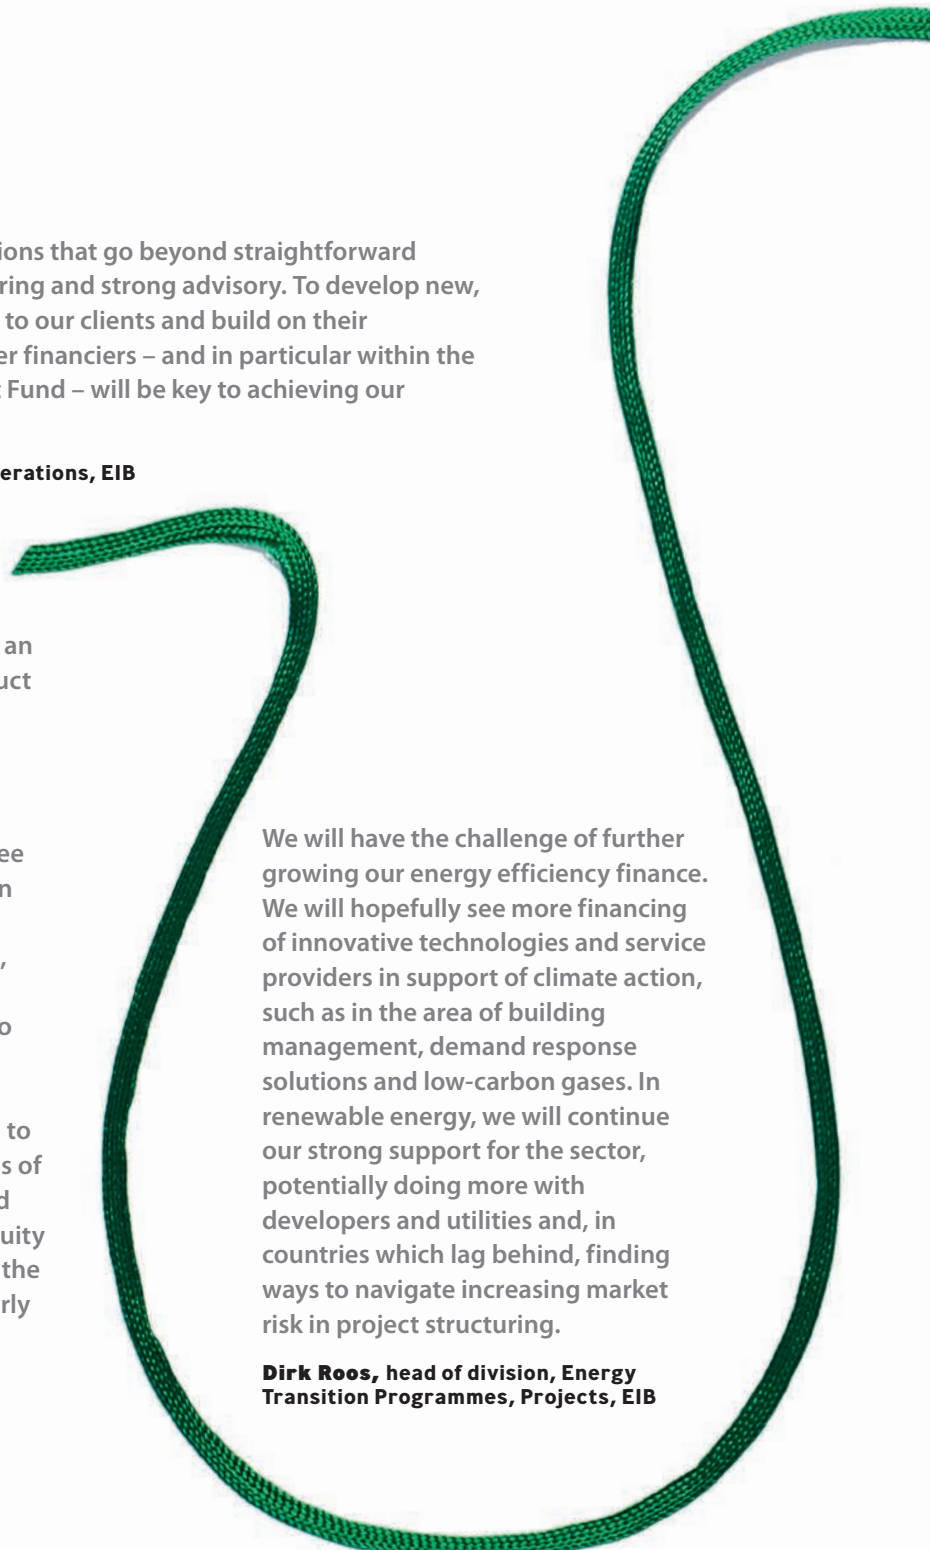 ions that go beyond straightforward
ring and strong advisory. To develop new,
to our clients and build on their
er financiers – and in particular within the
t Fund – will be key to achieving our
erations, EIB
an
uct
ee
n
,
o
to
s of
d
uity
the
rly
We will have the challenge of further
growing our energy efficiency finance.
We will hopefully see more financing
of innovative technologies and service
providers in support of climate action,
such as in the area of building
management, demand response
solutions and low-carbon gases. In
renewable energy, we will continue
our strong support for the sector,
potentially doing more with
developers and utilities and, in
countries which lag behind, finding
ways to navigate increasing market
risk in project structuring.
Dirk Roos, head of division, Energy
Transition Programmes, Projects, EIB